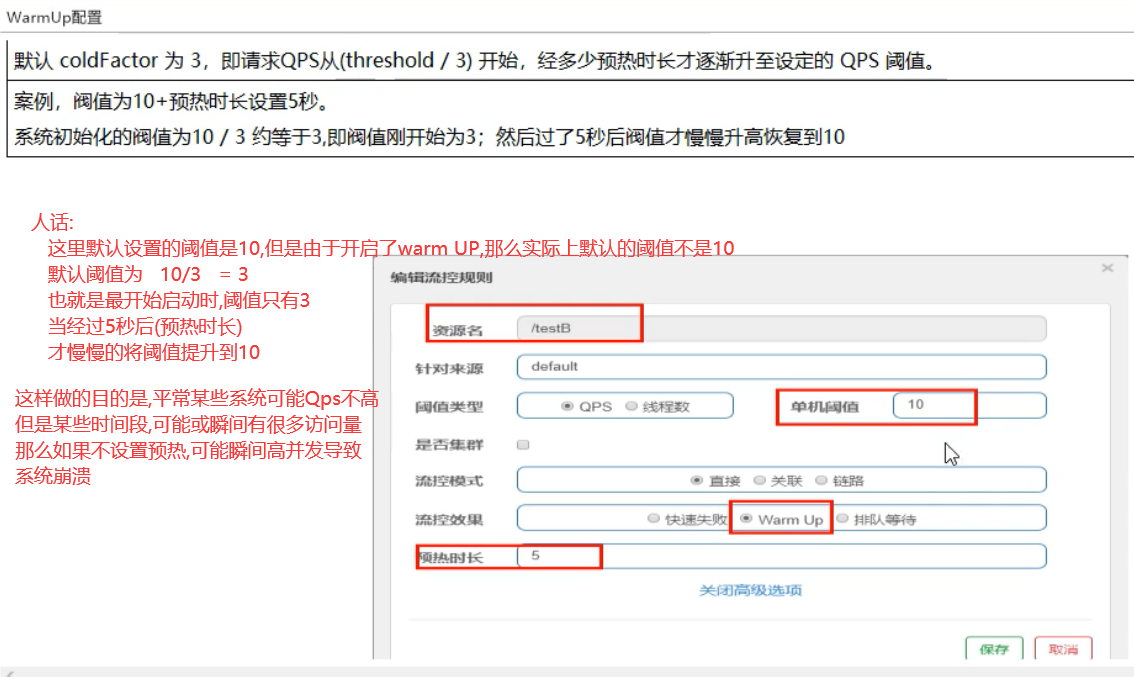 WarmUp配置
默认 coldFactor 为 3，即请求QPS从(threshold / 3) 开始，经多少预热时长才逐渐升至设定的 QPS 阈值。
案例，阀值为10+预热时长设置5秒。
系统初始化的阀值为10 / 3 约等于3,即阀值刚开始为3；然后过了5秒后阀值才慢慢升高恢复到10
人话:
这里默认设置的阈值是10,但是由于开启了warm UP,那么实际上默认的阈值不是10
默认阈值为 10/3 = 3
也就是最开始启动时,阈值只有3
当经过5秒后(预热时长)
才慢慢的将阈值提升到10
这样做的目的是,平常某些系统可能Qps不高
但是某些时间段,可能或瞬间有很多访问量
那么如果不设置预热,可能瞬间高并发导致
系统崩溃
编辑流控规则 ×
资源名 /testB
针对来源 default
阈值类型 QPS 线程数 单机阈值 10
是否集群
流控模式 直接 关联 链路
流控效果 快速失败 Warm Up 排队等待
预热时长 5
关闭高级选项
保存 取消